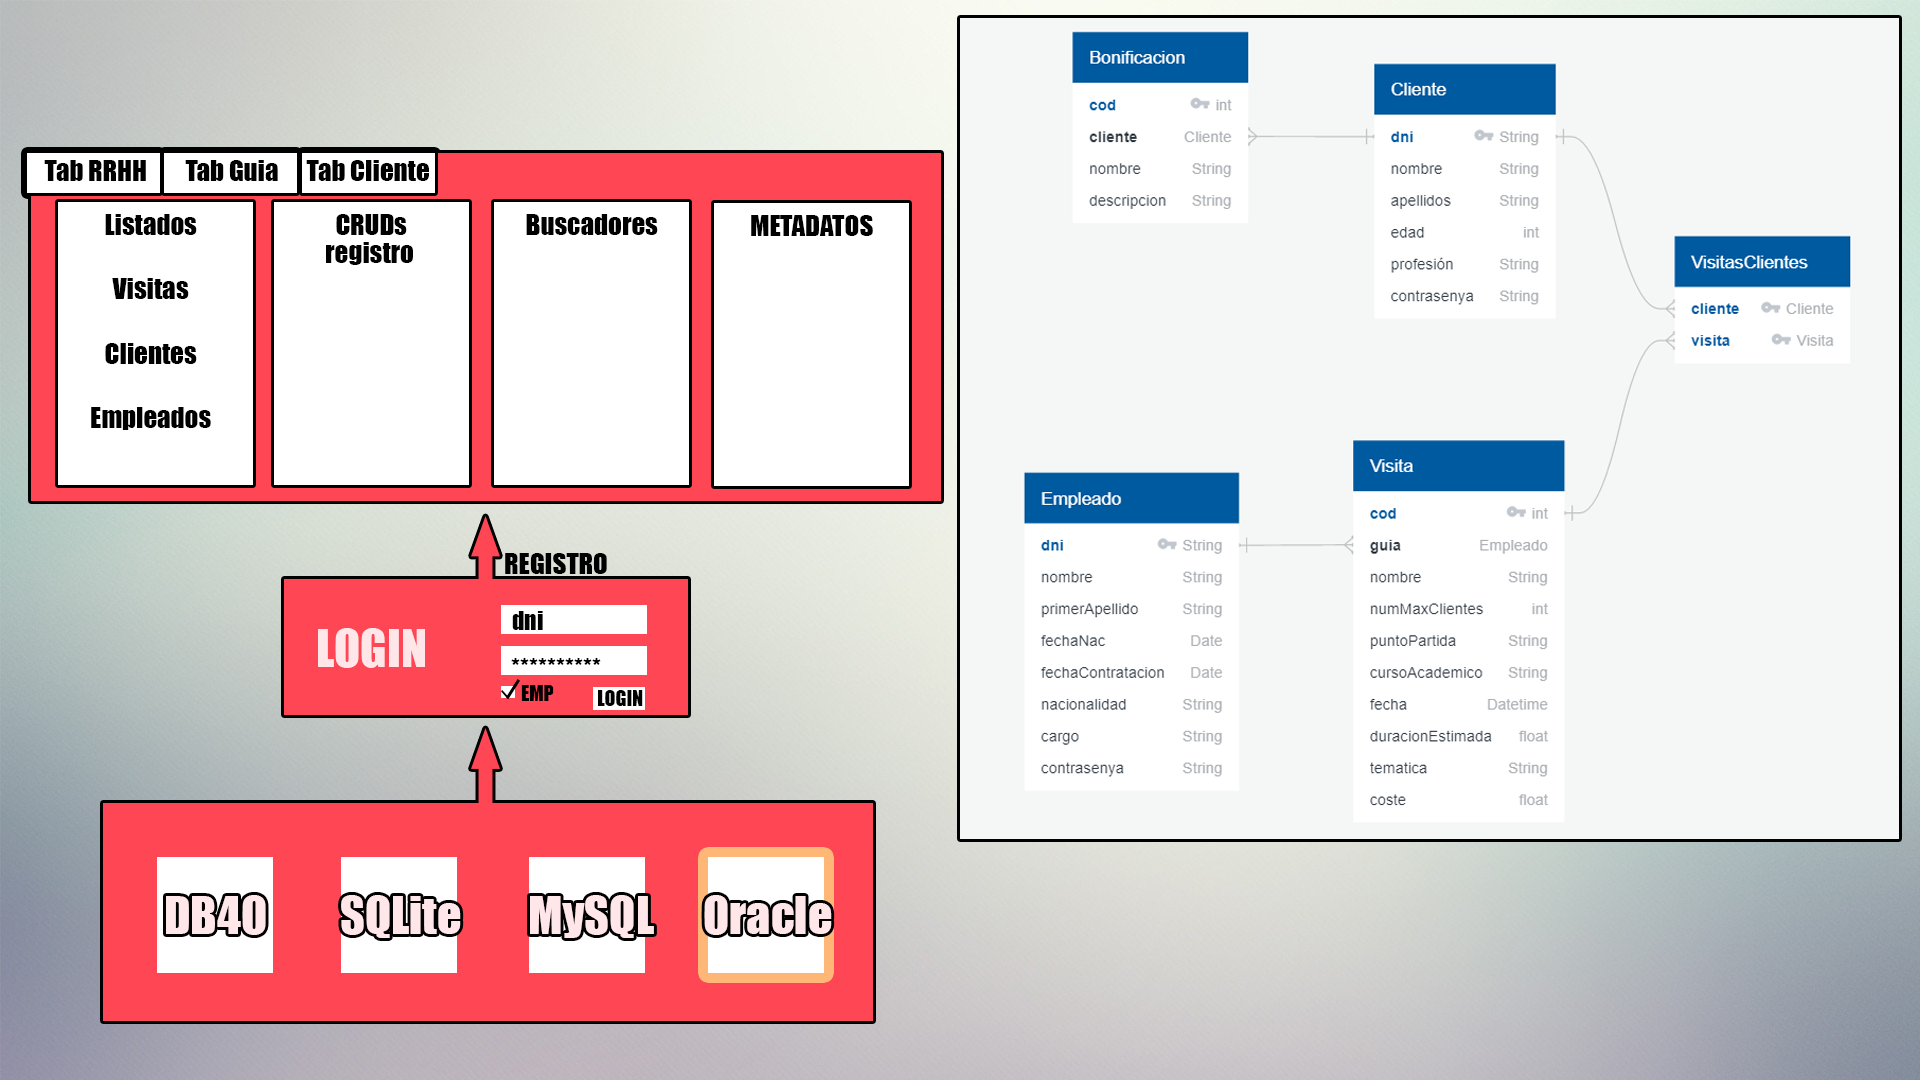 Tab RRHH Tab Guia Tab Cliente
Listados
Visitas
Clientes
Empleados
CRUDs
registro
Buscadores
METADATOS
REGISTRO
LOGIN
dni
**********
EMP
LOGIN
DB4O
SQLite
MySQL
Oracle
Bonificacion
cod int
cliente Cliente
nombre String
descripcion String
Cliente
dni String
nombre String
apellidos String
edad int
profesión String
contrasenya String
VisitasClientes
cliente Cliente
visita Visita
Empleado
dni String
nombre String
primerApellido String
fechaNac Date
fechaContratacion Date
nacionalidad String
cargo String
contrasenya String
Visita
cod int
guia Empleado
nombre String
numMaxClientes int
puntoPartida String
cursoAcademico String
fecha Datetime
duracionEstimada float
tematica String
coste float